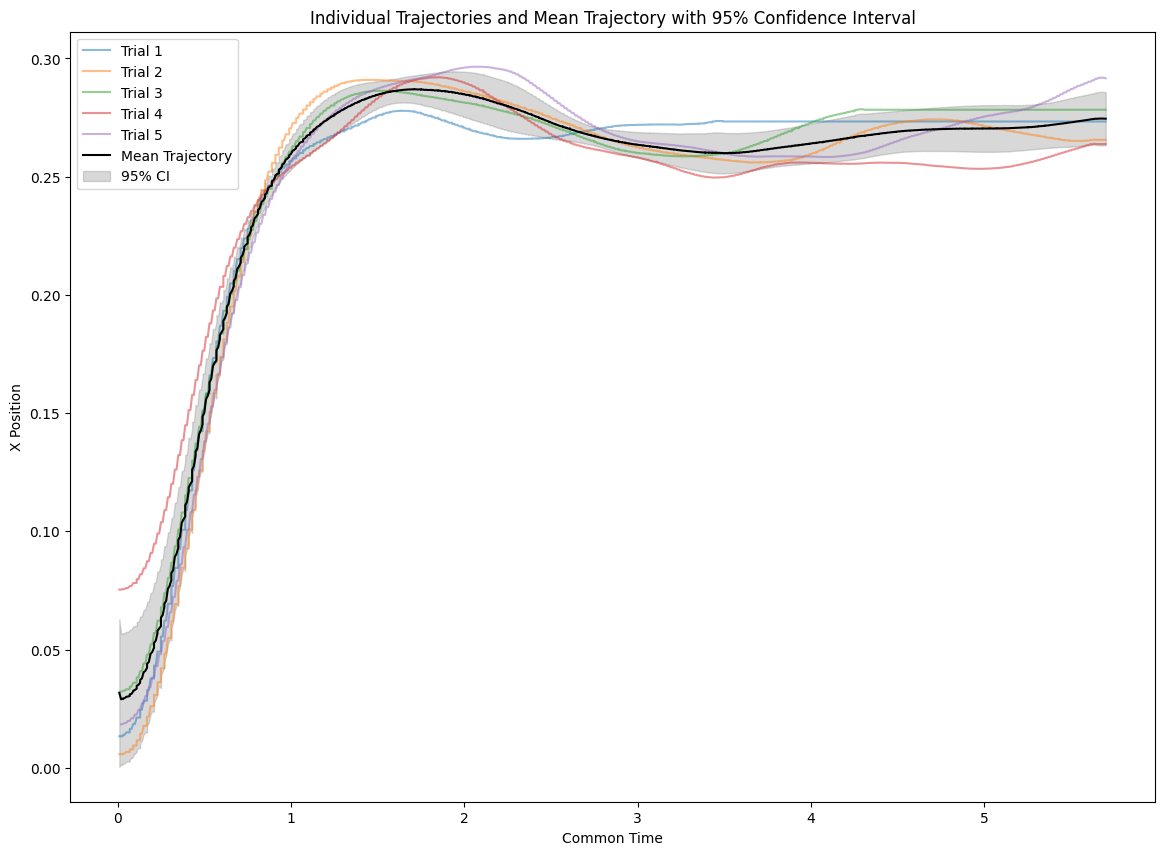 Individual Trajectories and Mean Trajectory with 95% Confidence Interval
Trial 1
Trial 2
Trial 3
Trial 4
Trial 5
Mean Trajectory
95% CI
0.30
0.25
0.20
0.15
0.10
0.05
0.00
X Position
0
1
2
3
4
5
Common Time